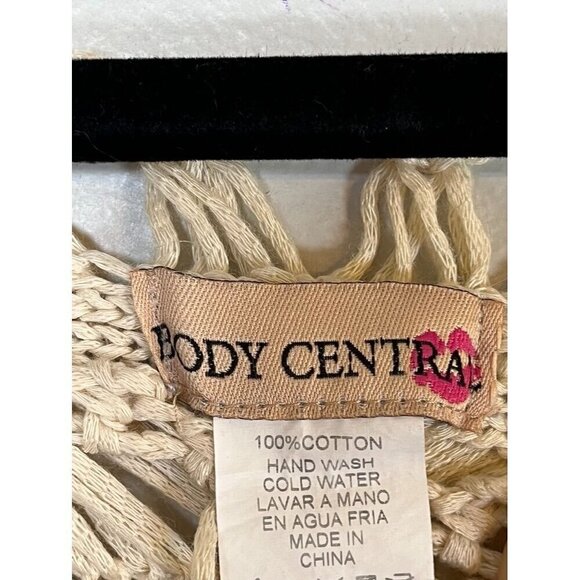 BODY CENTRAL
100%COTTON
HAND WASH
COLD WATER
LAVAR A MANO
EN AGUA FRIA
MADE IN
CHINA